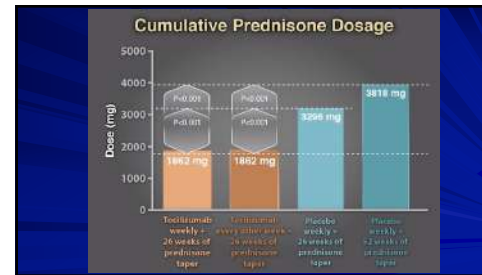 Cumulative Prednisone Dosage
5000
4000
3000
2000
1000
0
Dose (mg)
P<0.001
P<0.001
P<0.001
P<0.001
1862 mg
1862 mg
3296 mg
3818 mg
Tocilizumab
weekly +
26 weeks of
prednisone
taper
Tocilizumab
every other week +
26 weeks of
prednisone
taper
Placebo
weekly +
26 weeks of
prednisone
taper
Placebo
weekly +
52 weeks of
prednisone
taper